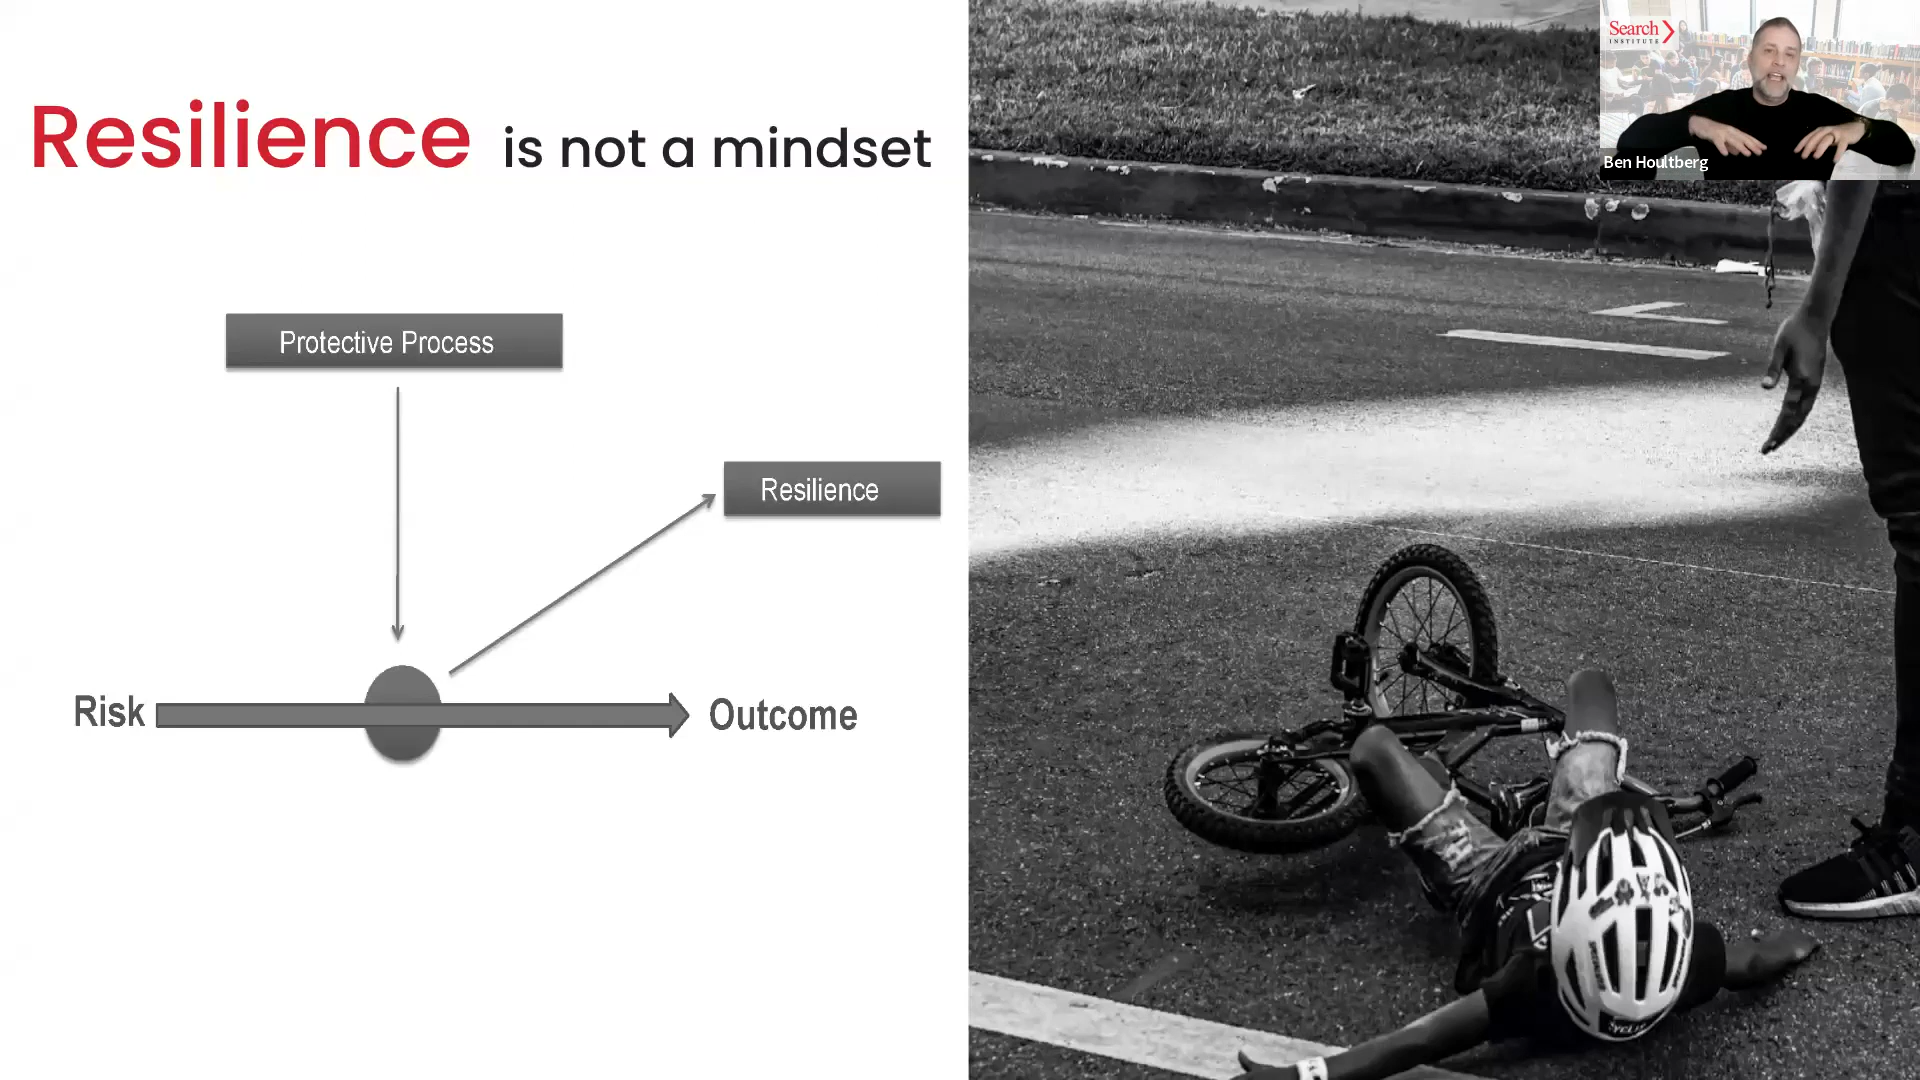 Resilience is not a mindset
Protective Process
Resilience
Risk
Outcome
Search
INSTITUTE
Ben Houltberg